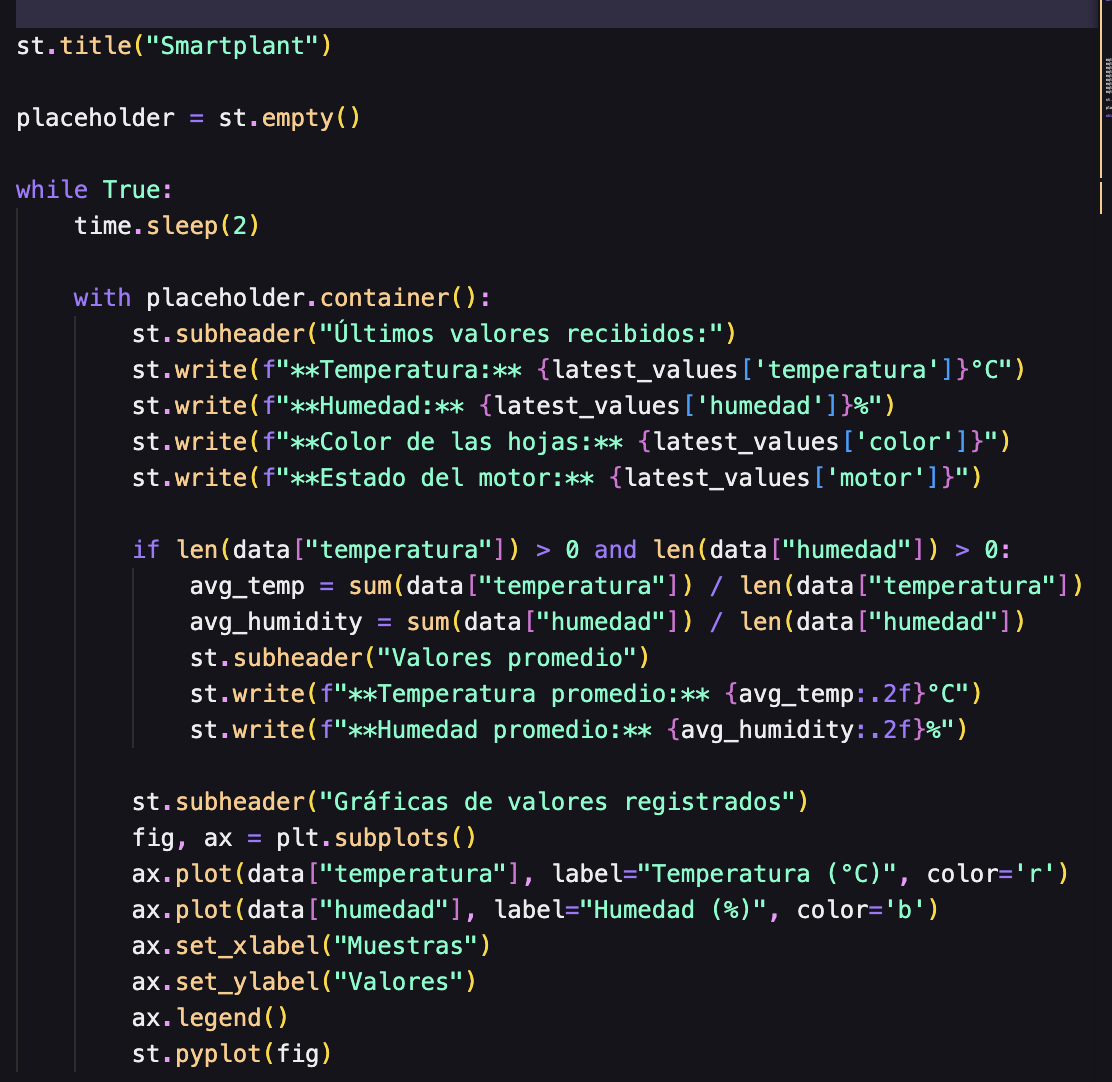 st.title("Smartplant")
placeholder = st.empty()
while True:
    time.sleep(2)
    with placeholder.container():
        st.subheader("Últimos valores recibidos:")
        st.write(f"**Temperatura:** {latest_values['temperatura']}°C")
        st.write(f"**Humedad:** {latest_values['humedad']}%")
        st.write(f"**Color de las hojas:** {latest_values['color']}")
        st.write(f"**Estado del motor:** {latest_values['motor']}")
        if len(data["temperatura"]) > 0 and len(data["humedad"]) > 0:
            avg_temp = sum(data["temperatura"]) / len(data["temperatura"])
            avg_humidity = sum(data["humedad"]) / len(data["humedad"])
            st.subheader("Valores promedio")
            st.write(f"**Temperatura promedio:** {avg_temp:.2f}°C")
            st.write(f"**Humedad promedio:** {avg_humidity:.2f}%")
        st.subheader("Gráficas de valores registrados")
        fig, ax = plt.subplots()
        ax.plot(data["temperatura"], label="Temperatura (°C)", color='r')
        ax.plot(data["humedad"], label="Humedad (%)", color='b')
        ax.set_xlabel("Muestras")
        ax.set_ylabel("Valores")
        ax.legend()
        st.pyplot(fig)